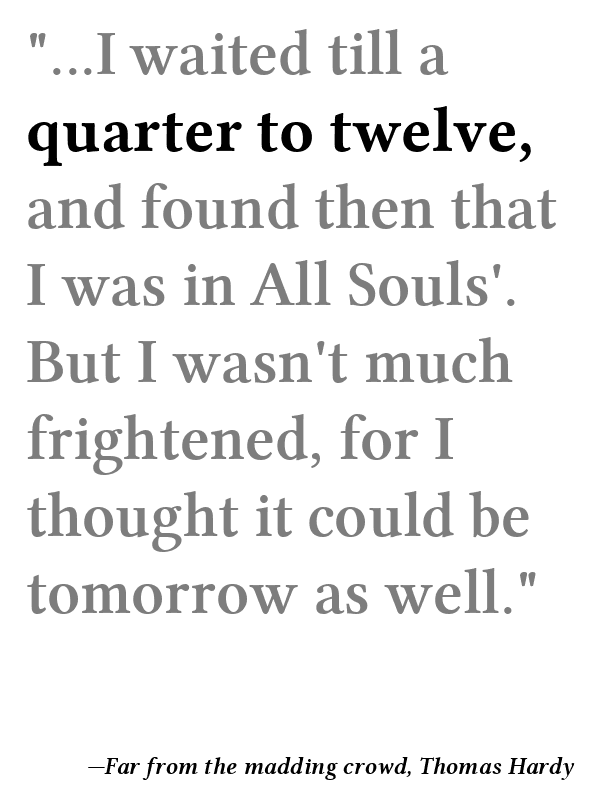 "...I waited till a
quarter to twelve,
and found then that
I was in All Souls'.
But I wasn't much
frightened, for I
thought it could be
tomorrow as well."
—Far from the madding crowd, Thomas Hardy